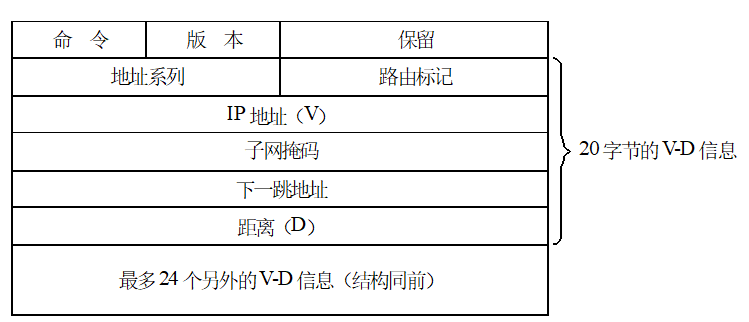 命 令 版 本 保留
地址系列 路由标记
IP 地址（V）
子网掩码
20 字节的 V-D 信息
下一跳地址
距离（D）
最多 24 个另外的 V-D 信息（结构同前）